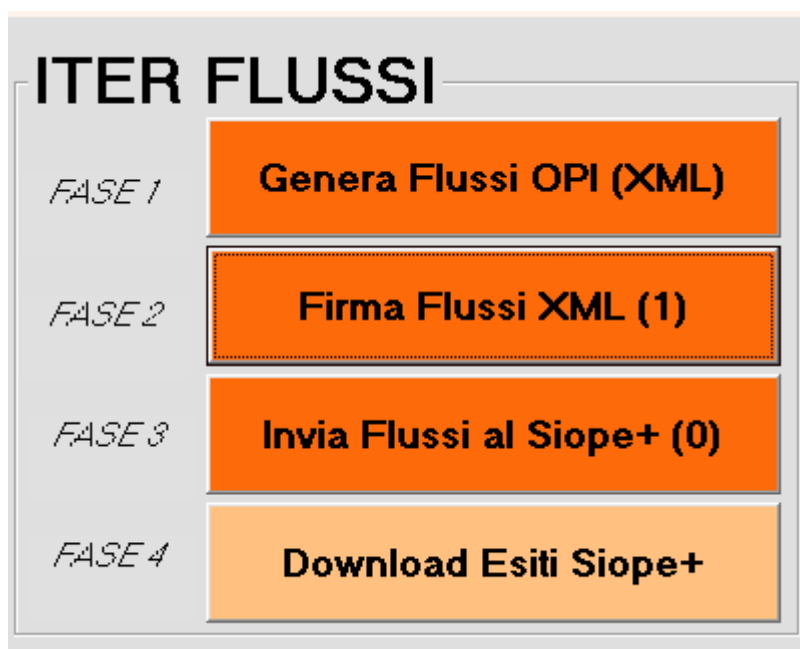 ITER FLUSSI
FASE 1
Genera Flussi OPI (XML)
FASE 2
Firma Flussi XML (1)
FASE 3
Invia Flussi al Siope+ (0)
FASE 4
Download Esiti Siope+